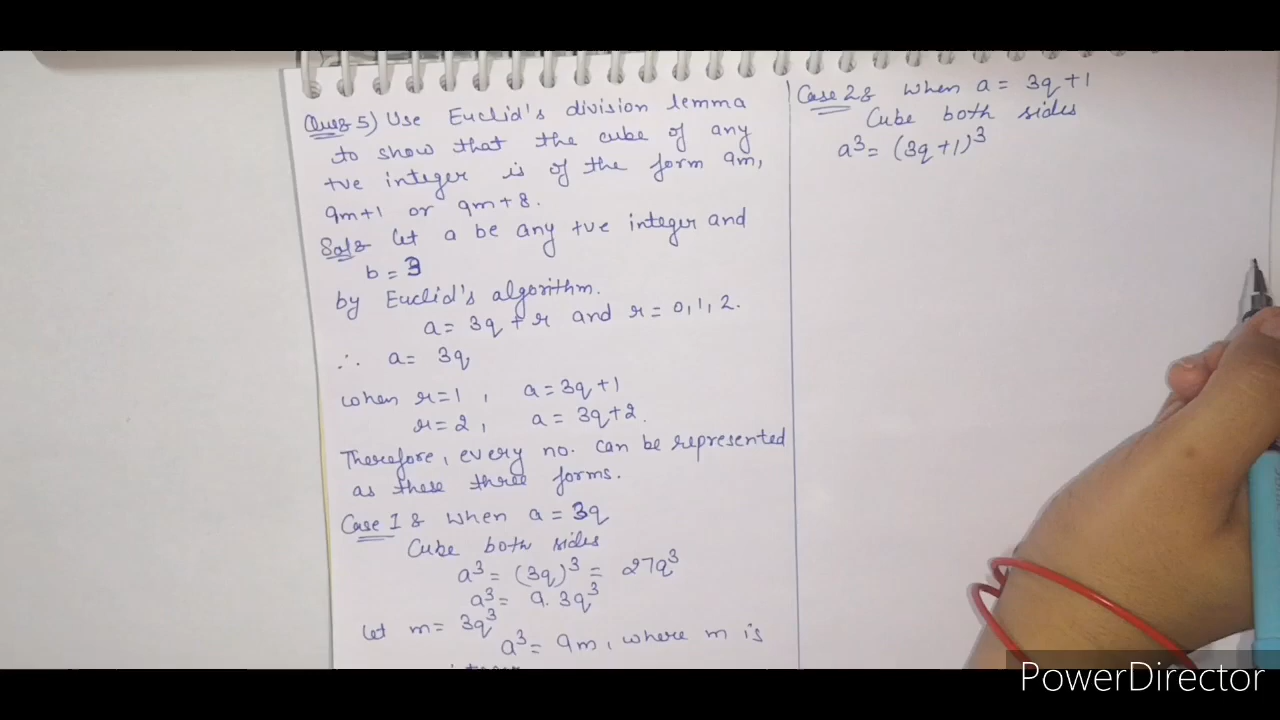 Ques 5) Use Euclid's division lemma
to show that the cube of any
+ve integer is of the form 9m,
9m+1 or 9m+8.
Sol: let a be any +ve integer and
b = 3
by Euclid's algorithm.
a = 3q + r and r = 0, 1, 2.
∴ a = 3q
when r=1, a = 3q+1
r=2, a = 3q+2.
Therefore, every no. can be represented
as these three forms.
Case 1: when a = 3q
Cube both sides
a³ = (3q)³ = 27q³
a³ = 9. 3q³
let m = 3q³
a³ = 9m, where m is
Case 2: when a = 3q +1
Cube both sides
a³ = (3q+1)³
PowerDirector